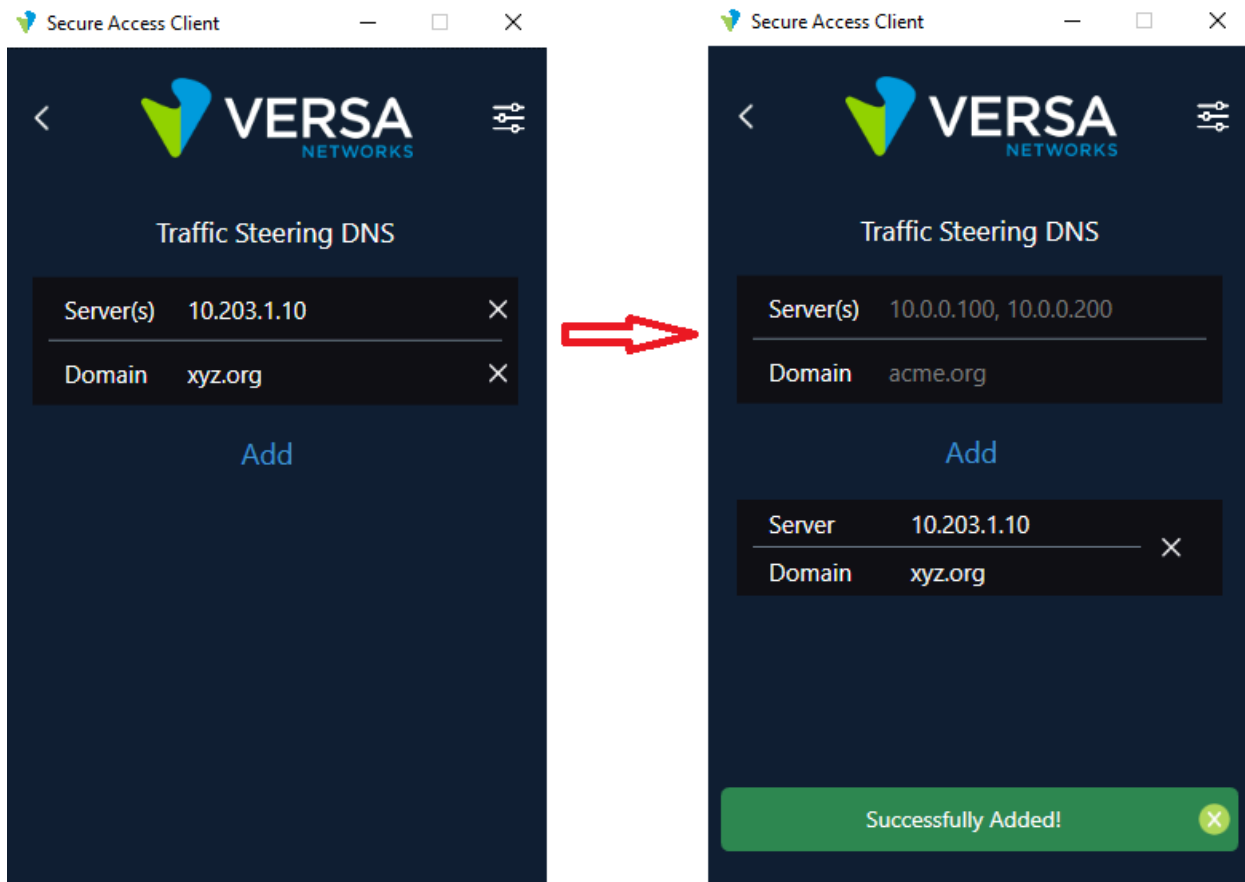 Secure Access Client
VERSA
NETWORKS
Traffic Steering DNS
Server(s) 10.203.1.10
Domain xyz.org
Add
Secure Access Client
VERSA
NETWORKS
Traffic Steering DNS
Server(s) 10.0.0.100, 10.0.0.200
Domain acme.org
Add
Server 10.203.1.10
Domain xyz.org
Successfully Added!